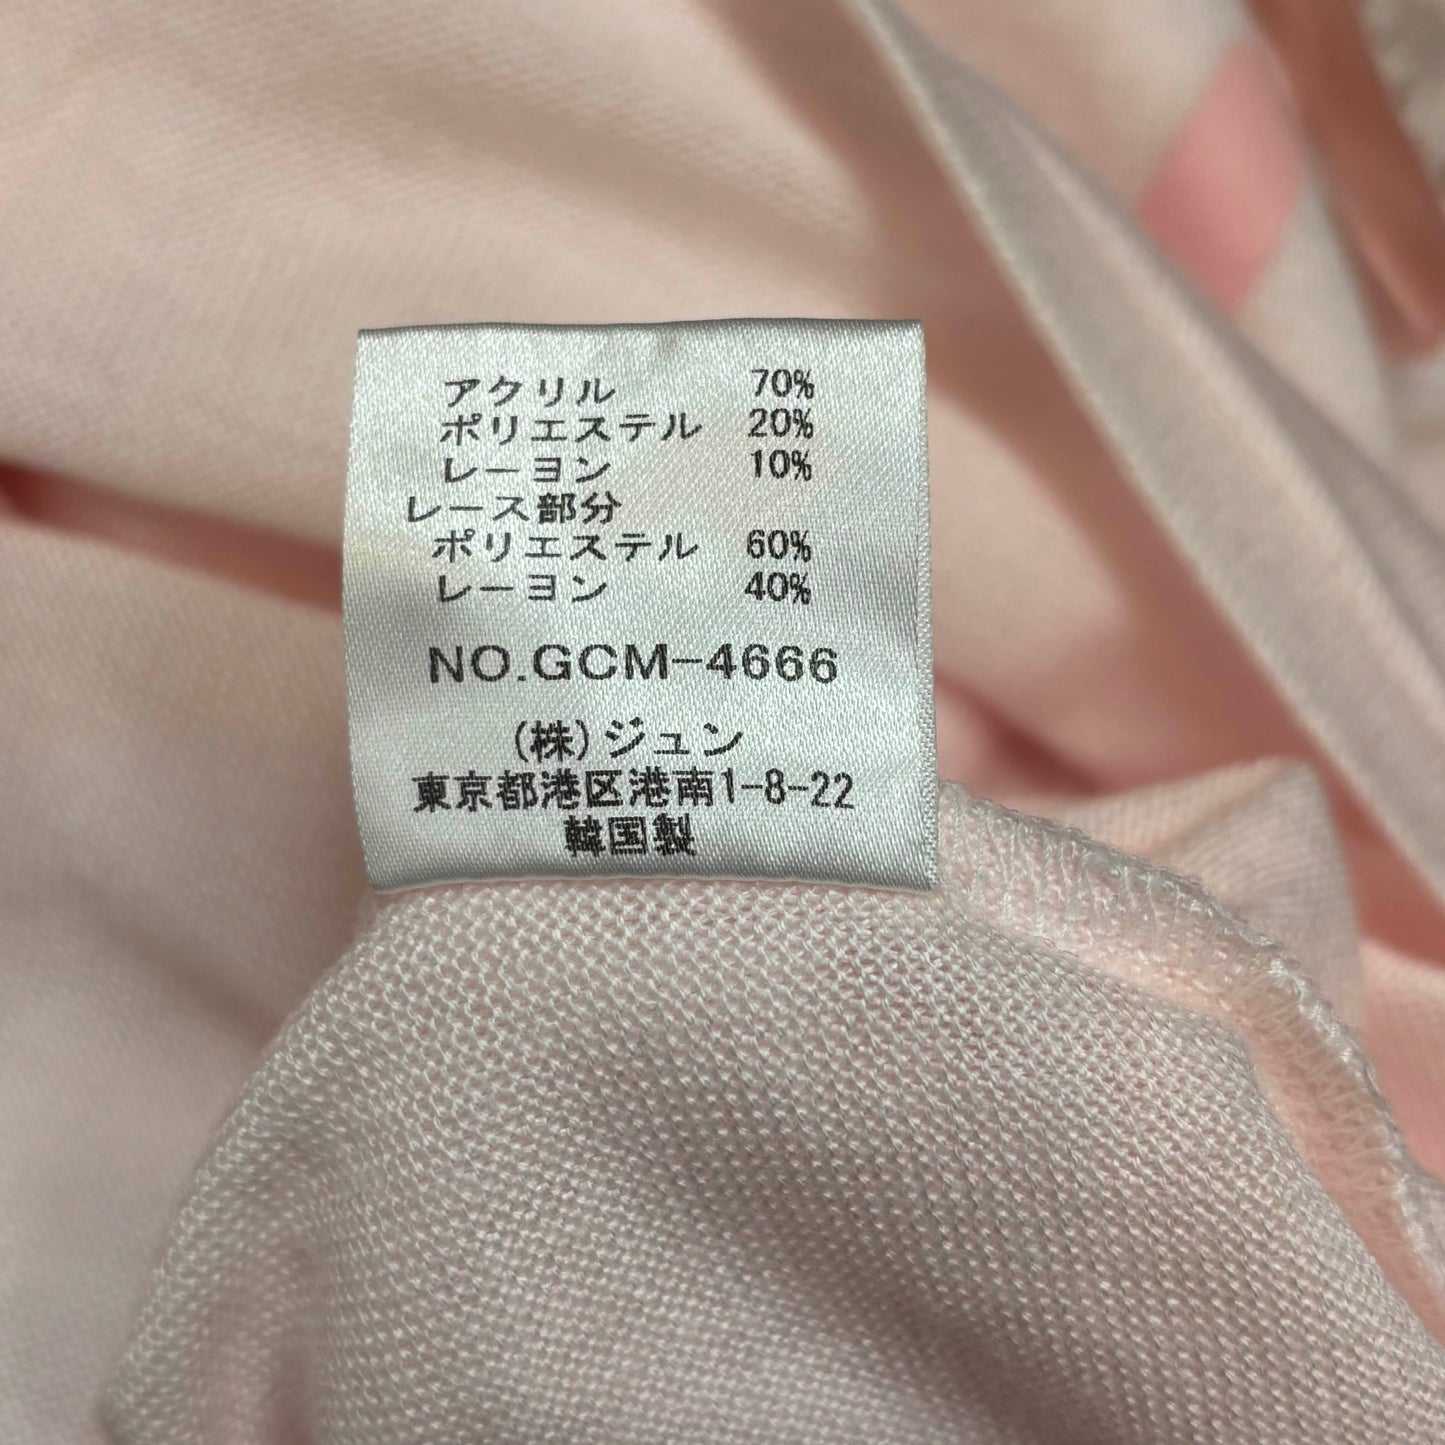 アクリル 70%
ポリエステル 20%
レーヨン 10%
レース部分
ポリエステル 60%
レーヨン 40%
NO.GCM-4666
(株)ジュン
東京都港区港南1-8-22
韓国製